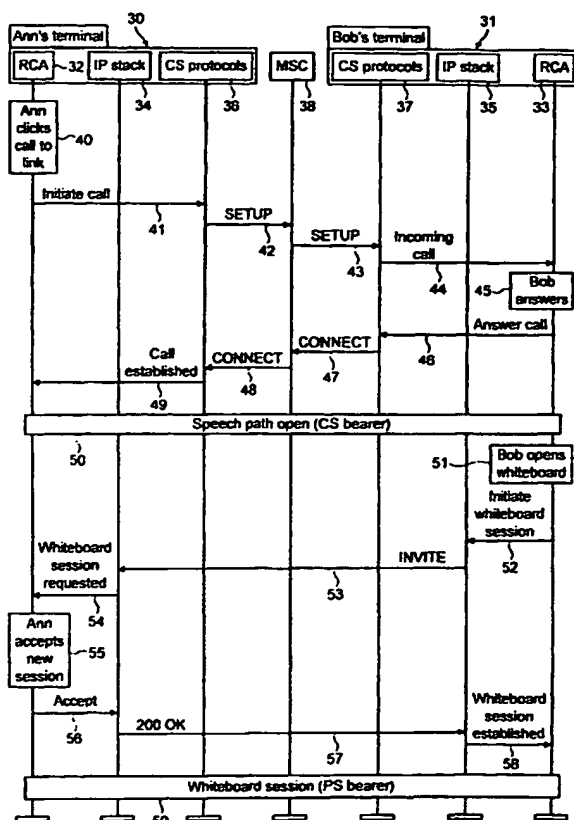 Ann's terminal
30
Bob's terminal
31
RCA
IP stack
CS protocols
MSC
CS protocols
IP stack
RCA
32
34
36
38
37
35
33
Ann
clicks
call to
link
40
Initiate call
41
SETUP
42
SETUP
43
Incoming
call
44
45
Bob
answers
Answer call
46
CONNECT
47
CONNECT
48
Call
established
49
Speech path open (CS bearer)
50
51
Bob opens
whiteboard
Initiate
whiteboard
session
52
INVITE
53
Whiteboard
session
requested
54
Ann
accepts
new
session
55
Accept
56
200 OK
57
Whiteboard
session
established
58
Whiteboard session (PS bearer)